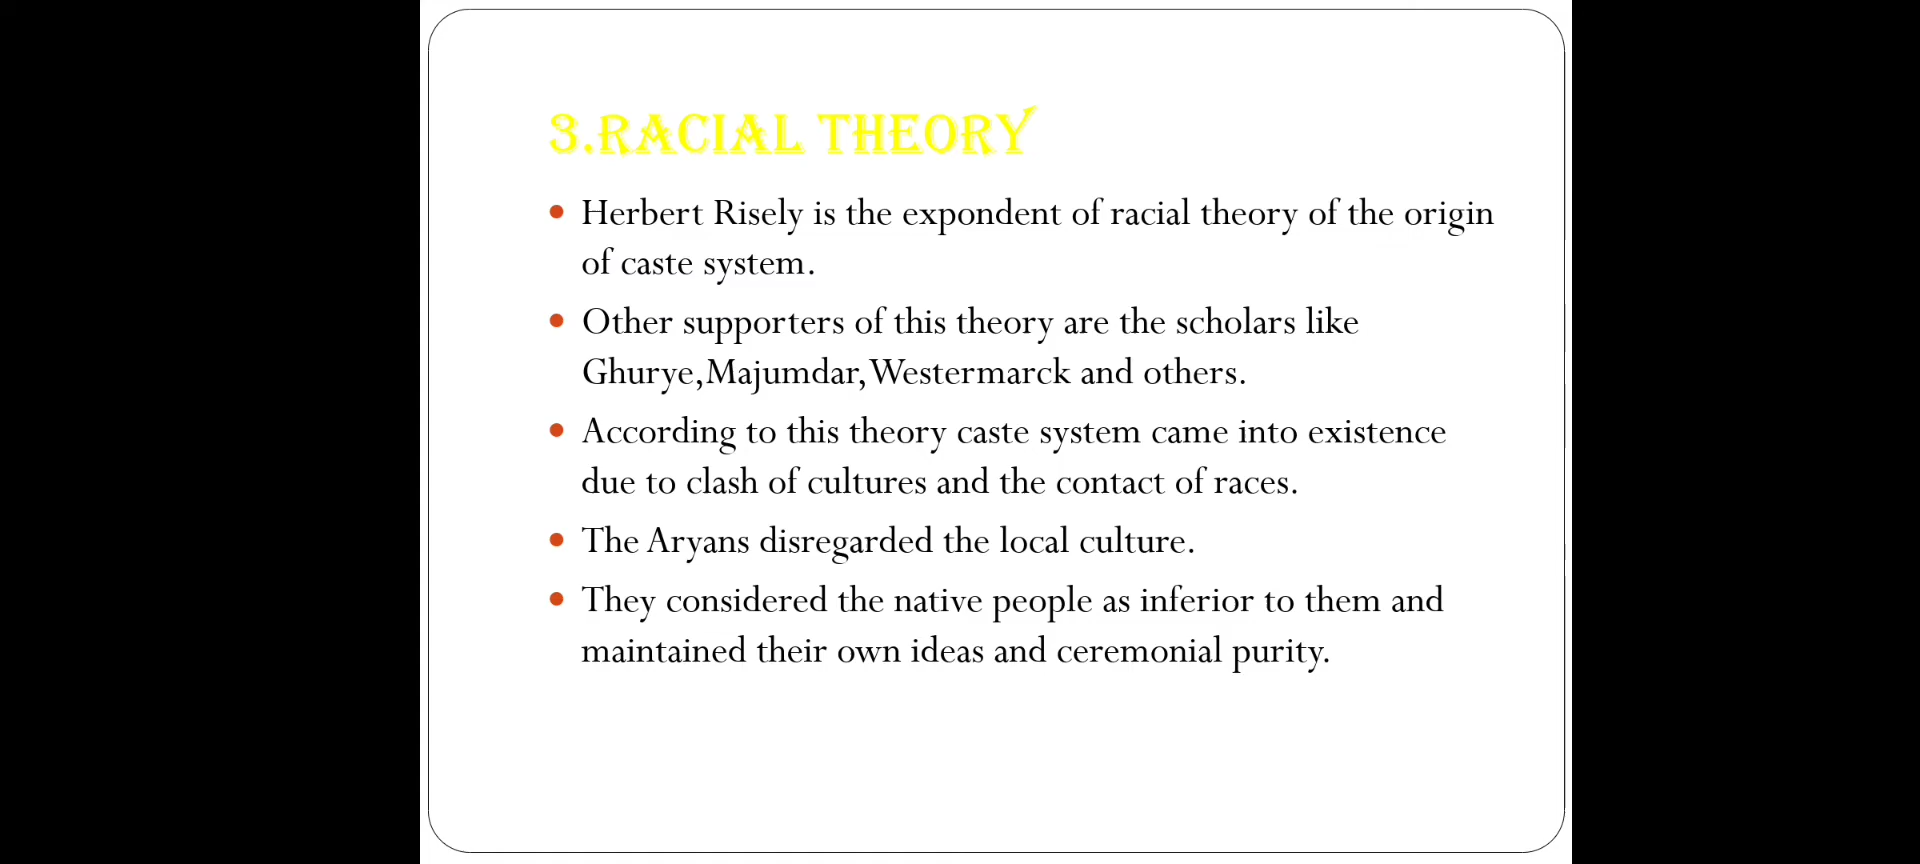 3.RACIAL THEORY
• Herbert Risely is the expondent of racial theory of the origin
of caste system.
• Other supporters of this theory are the scholars like
Ghurye,Majumdar,Westermarck and others.
• According to this theory caste system came into existence
due to clash of cultures and the contact of races.
• The Aryans disregarded the local culture.
• They considered the native people as inferior to them and
maintained their own ideas and ceremonial purity.